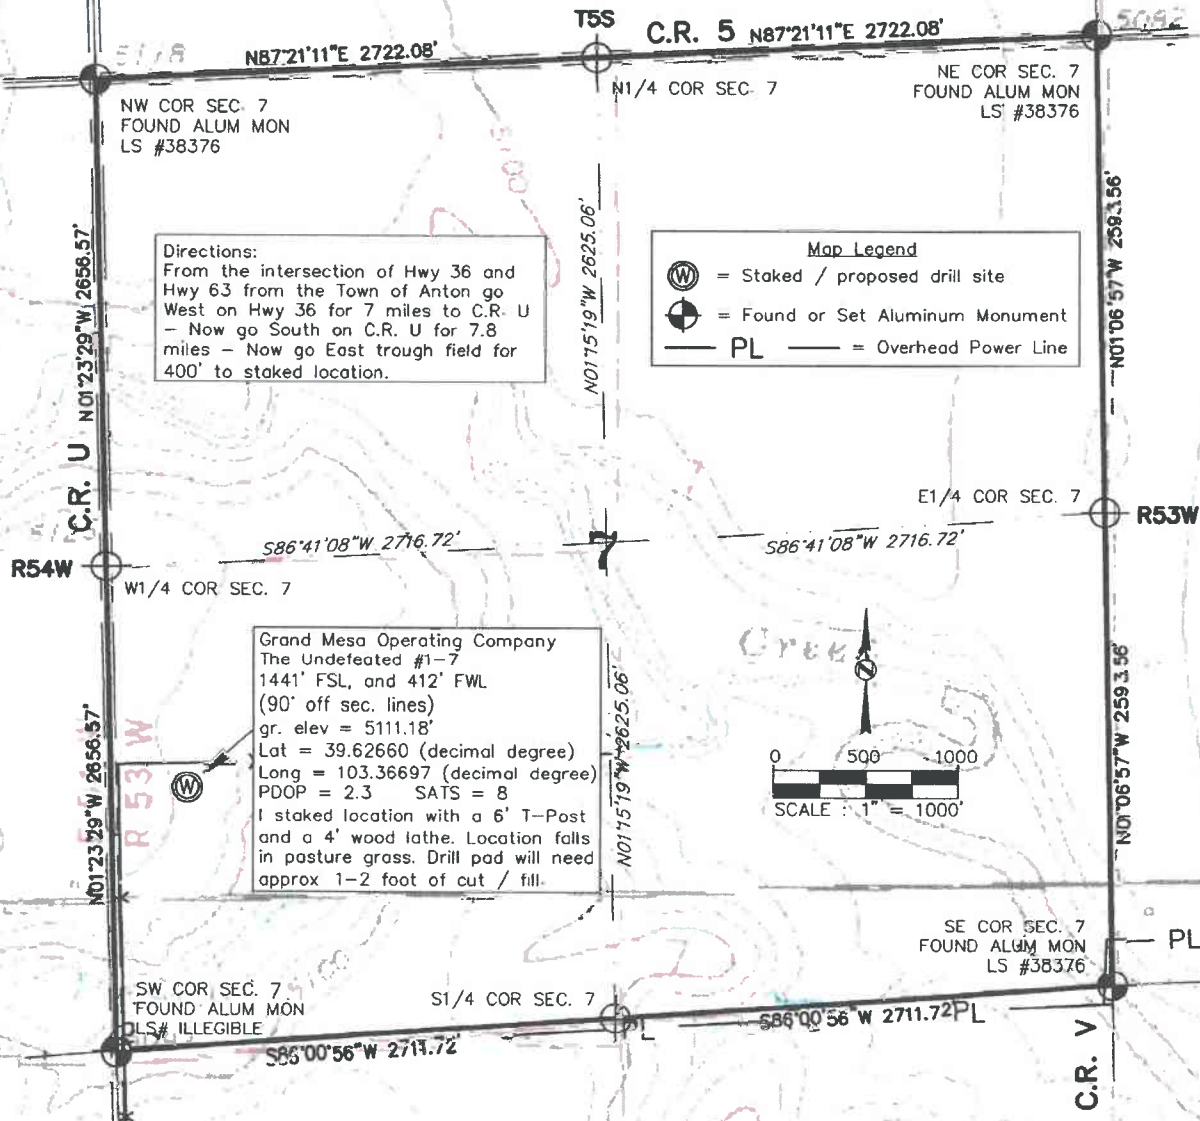 T5S
C.R. 5
5118
5092
N87°21'11"E 2722.08'
N87°21'11"E 2722.08'
NW COR SEC. 7
FOUND ALUM MON
LS #38376
N1/4 COR SEC. 7
NE COR SEC. 7
FOUND ALUM MON
LS #38376
N01°23'29"W 2656.57'
N01°15'19"W 2625.06'
N01°06'57"W 2593.56'
Directions:
From the intersection of Hwy 36 and
Hwy 63 from the Town of Anton go
West on Hwy 36 for 7 miles to C.R. U
– Now go South on C.R. U for 7.8
miles – Now go East trough field for
400' to staked location.
Map Legend
W = Staked / proposed drill site
= Found or Set Aluminum Monument
PL = Overhead Power Line
C.R. U
E1/4 COR SEC. 7
R53W
S86°41'08"W 2716.72'
7
S86°41'08"W 2716.72'
R54W
W1/4 COR SEC. 7
Grand Mesa Operating Company
The Undefeated #1-7
1441' FSL, and 412' FWL
(90° off sec. lines)
gr. elev = 5111.18'
Lat = 39.62660 (decimal degree)
Long = 103.36697 (decimal degree)
PDOP = 2.3 SATS = 8
I staked location with a 6' T-Post
and a 4' wood lathe. Location falls
in pasture grass. Drill pad will need
approx 1-2 foot of cut / fill.
Creek
N
0 500 1000
SCALE : 1" = 1000'
N01°23'29"W 2656.57'
R 53 W
W
N01°15'19"W 2625.06'
N01°06'57"W 2593.56'
SE COR SEC. 7
FOUND ALUM MON
LS #38376
PL
SW COR SEC. 7
FOUND ALUM MON
LS# ILLEGIBLE
S1/4 COR SEC. 7
S86°00'56"W 2711.72'
S86°00'56"W 2711.72'
PL
C.R. V